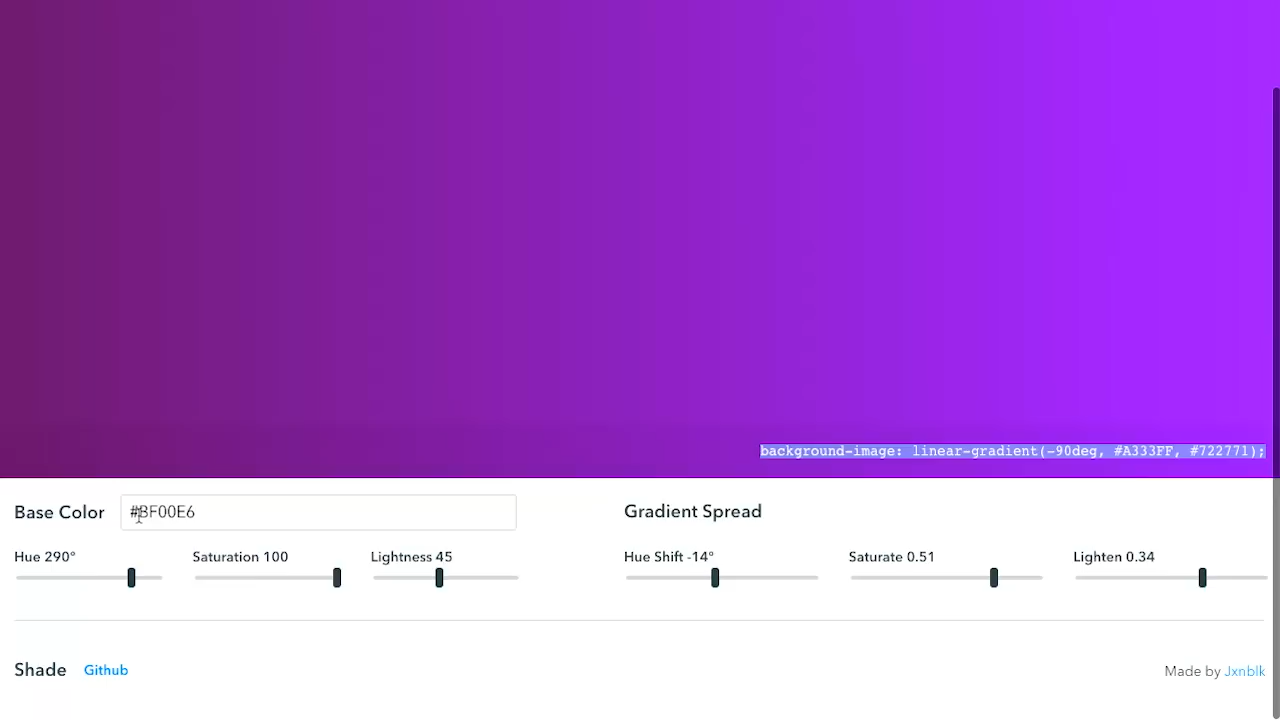 background-image: linear-gradient(-90deg, #A333FF, #722771);
Base Color #BF00E6
Gradient Spread
Hue 290° Saturation 100 Lightness 45
Hue Shift -14° Saturate 0.51 Lighten 0.34
Shade Github
Made by Jxnblk